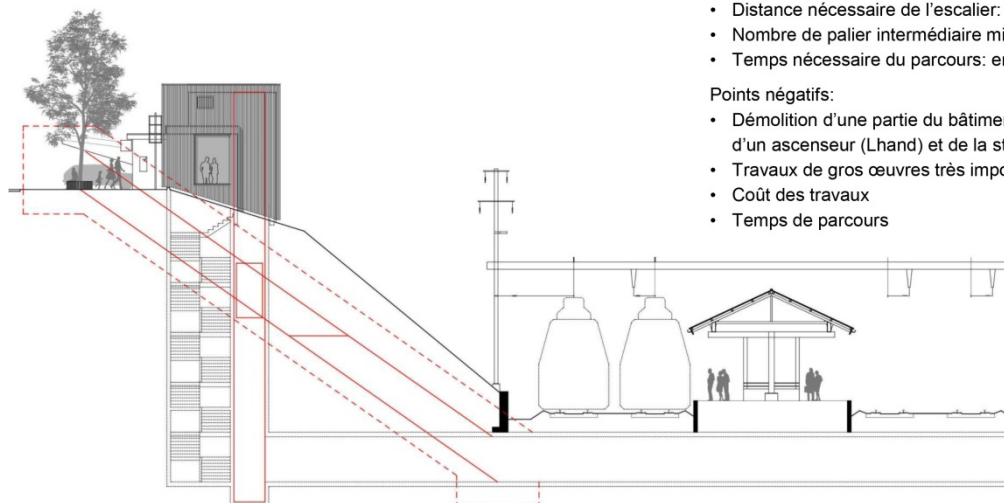 • Distance nécessaire de l'escalier:
• Nombre de palier intermédiaire mi
• Temps nécessaire du parcours: en
Points négatifs:
• Démolition d'une partie du bâtimen
d'un ascenseur (Lhand) et de la st
• Travaux de gros œuvres très impo
• Coût des travaux
• Temps de parcours